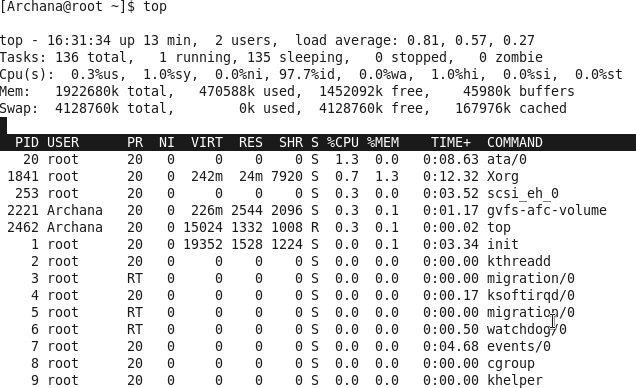 [Archana@root ~]$ top
top - 16:31:34 up 13 min,  2 users,  load average: 0.81, 0.57, 0.27
Tasks: 136 total,   1 running, 135 sleeping,   0 stopped,   0 zombie
Cpu(s):  0.3%us,  1.0%sy,  0.0%ni, 97.7%id,  0.0%wa,  1.0%hi,  0.0%si,  0.0%st
Mem:   1922680k total,   470588k used,  1452092k free,    45980k buffers
Swap:  4128760k total,        0k used,  4128760k free,   167976k cached
  PID USER      PR  NI  VIRT  RES  SHR S %CPU %MEM    TIME+  COMMAND
   20 root      20   0     0    0    0 S  1.3  0.0   0:08.63 ata/0
 1841 root      20   0  242m  24m 7920 S  0.7  1.3   0:12.32 Xorg
  253 root      20   0     0    0    0 S  0.3  0.0   0:03.52 scsi_eh_0
 2221 Archana   20   0  226m 2544 2096 S  0.3  0.1   0:01.17 gvfs-afc-volume
 2462 Archana   20   0 15024 1332 1008 R  0.3  0.1   0:00.02 top
    1 root      20   0 19352 1528 1224 S  0.0  0.1   0:03.34 init
    2 root      20   0     0    0    0 S  0.0  0.0   0:00.00 kthreadd
    3 root      RT   0     0    0    0 S  0.0  0.0   0:00.00 migration/0
    4 root      20   0     0    0    0 S  0.0  0.0   0:00.17 ksoftirqd/0
    5 root      RT   0     0    0    0 S  0.0  0.0   0:00.00 migration/0
    6 root      RT   0     0    0    0 S  0.0  0.0   0:00.50 watchdog/0
    7 root      20   0     0    0    0 S  0.0  0.0   0:04.68 events/0
    8 root      20   0     0    0    0 S  0.0  0.0   0:00.00 cgroup
    9 root      20   0     0    0    0 S  0.0  0.0   0:00.00 khelper